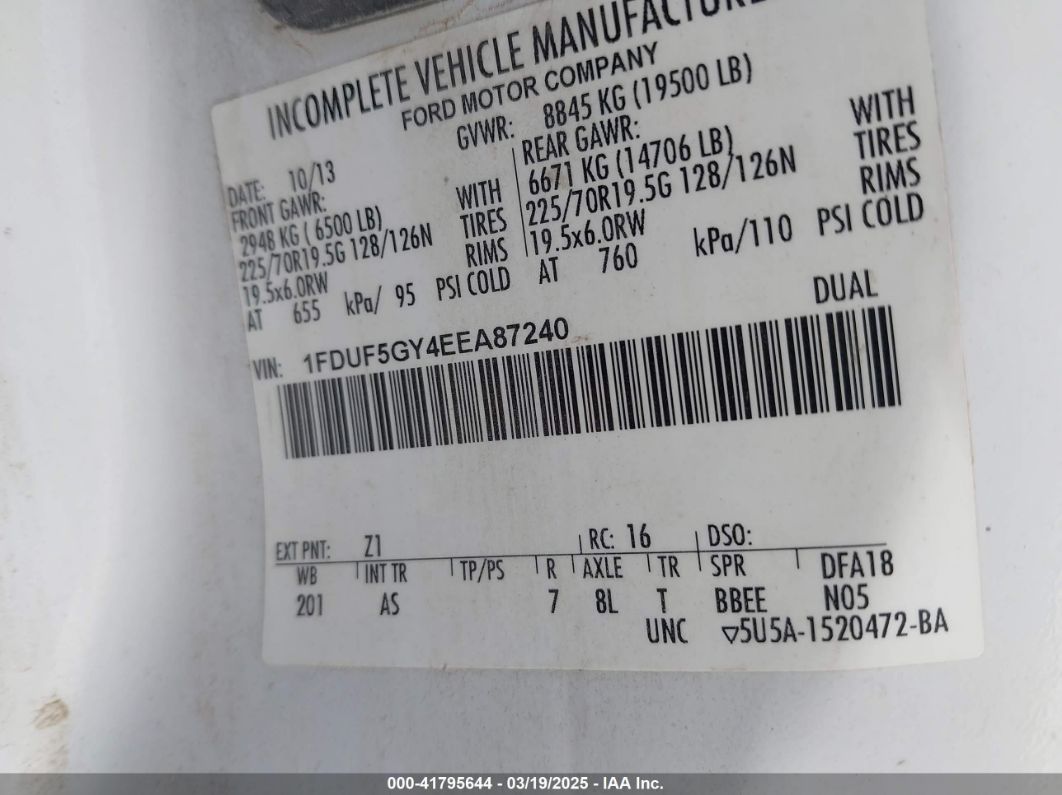 INCOMPLETE VEHICLE MANUFACTURE
FORD MOTOR COMPANY
GVWR: 8845 KG (19500 LB)
DATE: 10/13
FRONT GAWR:
2948 KG ( 6500 LB) WITH
225/70R19.5G 128/126N TIRES
19.5x6.0RW RIMS
AT 655 kPa/ 95 PSI COLD
REAR GAWR:
6671 KG (14706 LB) WITH
225/70R19.5G 128/126N TIRES
19.5x6.0RW RIMS
AT 760 kPa/110 PSI COLD
DUAL
VIN: 1FDUF5GY4EEA87240
EXT PNT: Z1 RC: 16 DSO:
WB INT TR TP/PS R AXLE TR SPR DFA18
201 AS 7 8L T BBEE N05
UNC ▽5U5A-1520472-BA
000-41795644 - 03/19/2025 - IAA Inc.